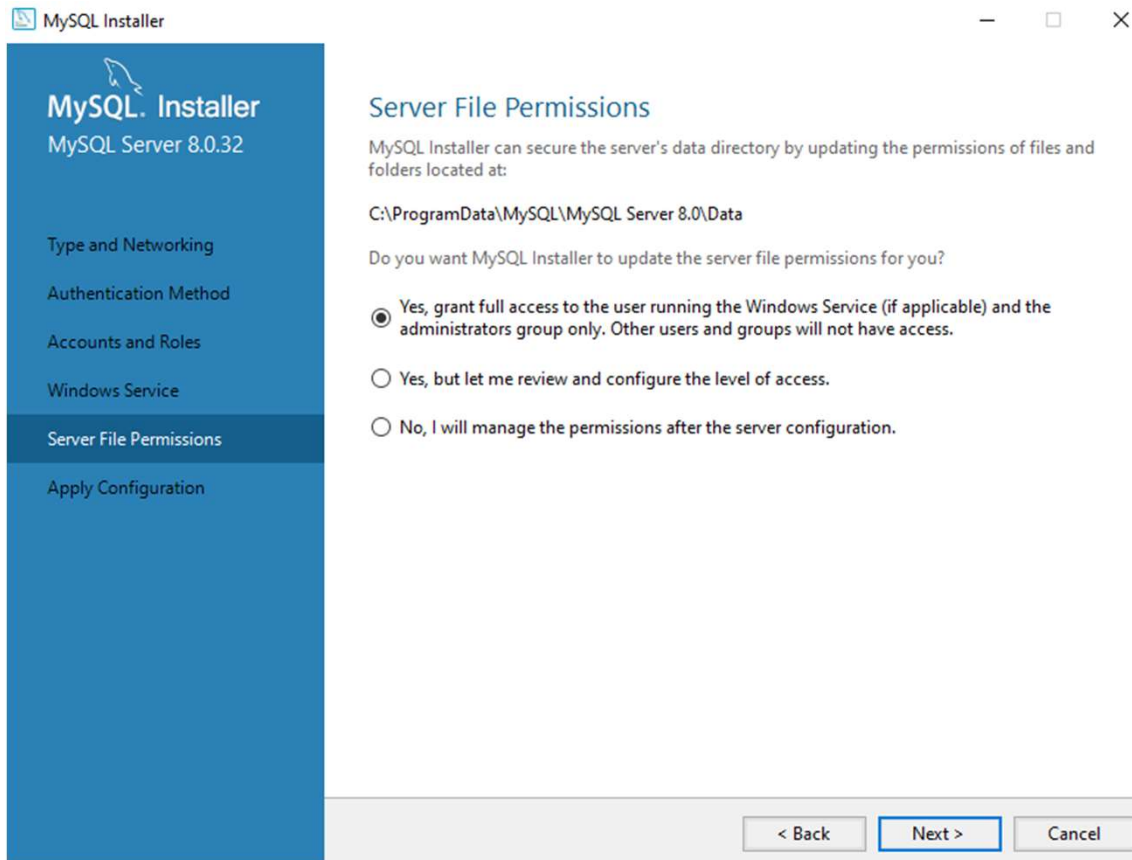 MySQL Installer
MySQL. Installer
MySQL Server 8.0.32
Type and Networking
Authentication Method
Accounts and Roles
Windows Service
Server File Permissions
Apply Configuration
Server File Permissions
MySQL Installer can secure the server's data directory by updating the permissions of files and
folders located at:
C:\ProgramData\MySQL\MySQL Server 8.0\Data
Do you want MySQL Installer to update the server file permissions for you?
Yes, grant full access to the user running the Windows Service (if applicable) and the
administrators group only. Other users and groups will not have access.
Yes, but let me review and configure the level of access.
No, I will manage the permissions after the server configuration.
< Back
Next >
Cancel